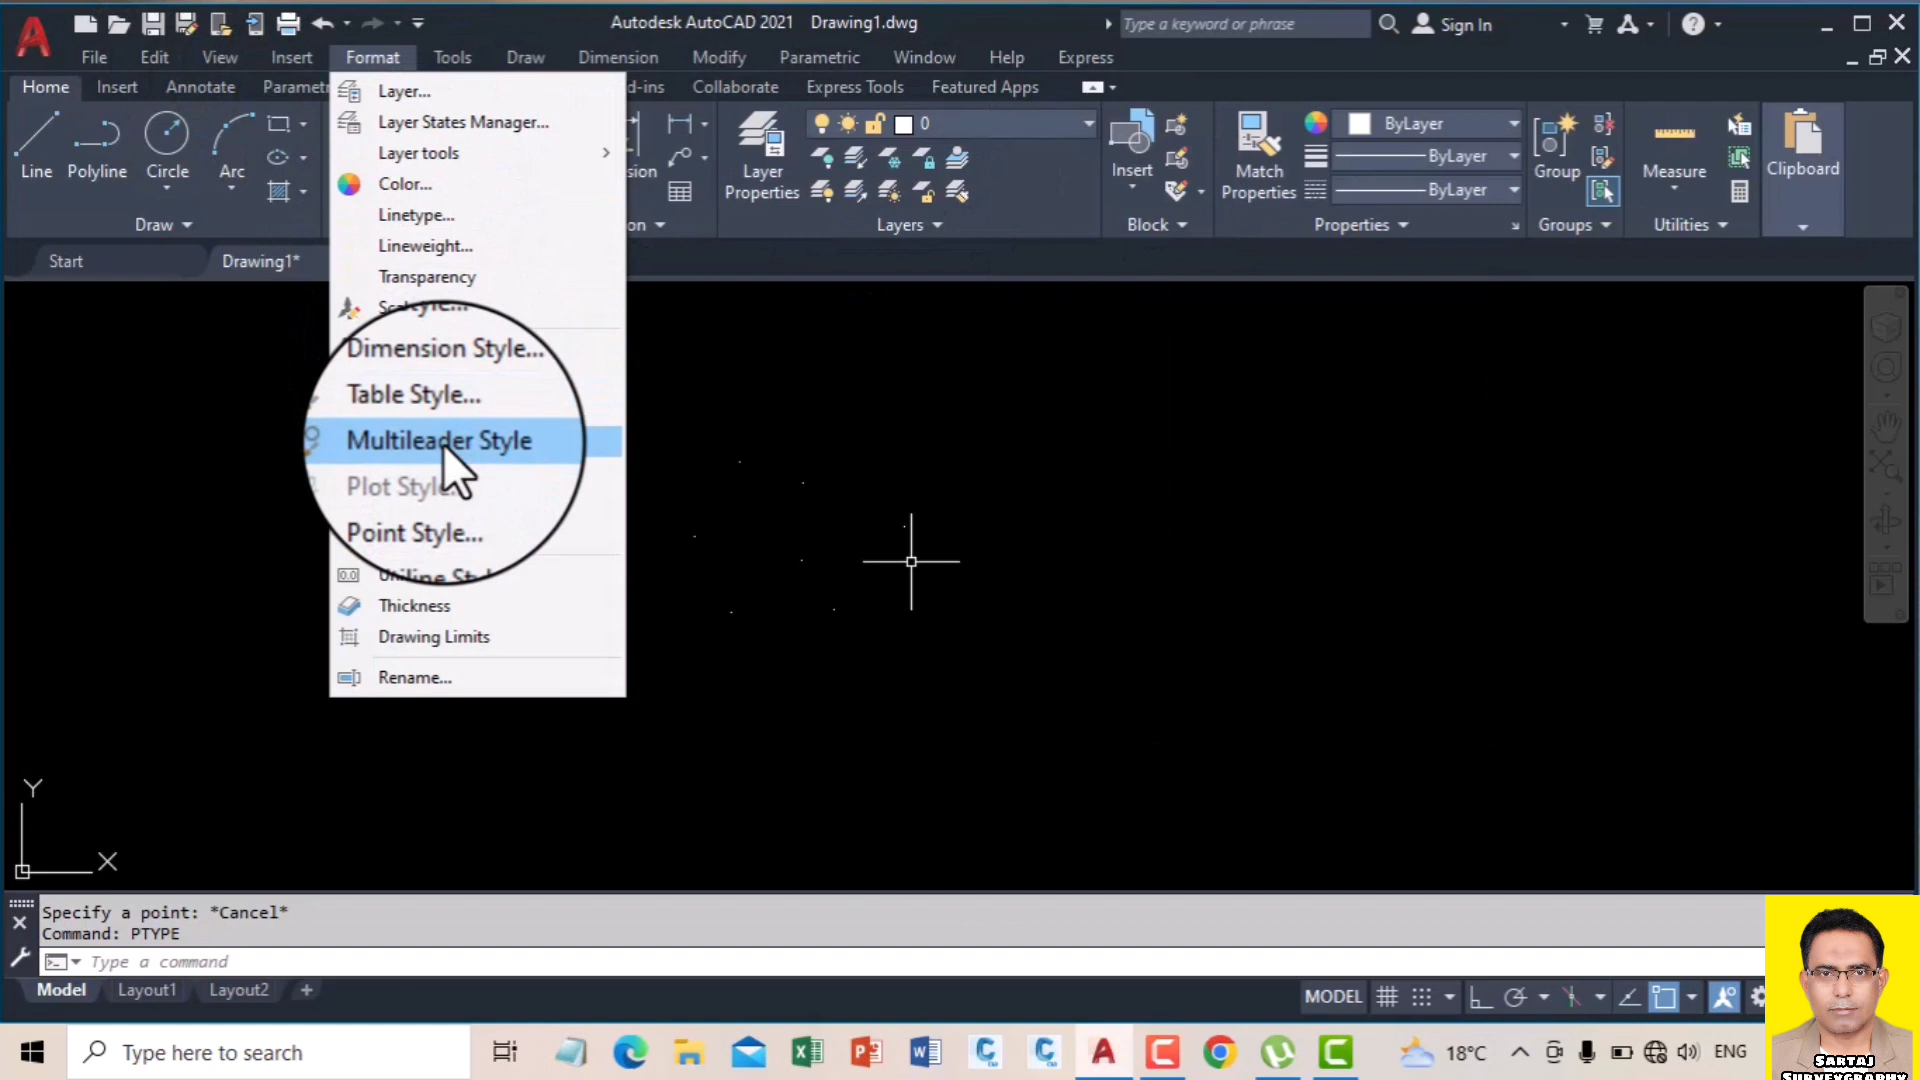 Autodesk AutoCAD 2021 Drawing1.dwg Type a keyword or phrase Sign In
File Edit View Insert Format Tools Draw Dimension Modify Parametric Window Help Express
Home Insert Annotate Parametr d-ins Collaborate Express Tools Featured Apps
Line Polyline Circle Arc
sion
Layer
Properties
0
Insert
Match
Properties
ByLayer
ByLayer
ByLayer
Group
Measure
Clipboard
Draw on Layers Block Properties Groups Utilities
Start Drawing1*
Layer...
Layer States Manager...
Layer tools
Color...
Linetype...
Lineweight...
Transparency
Dimension Style...
Table Style...
Multileader Style
Plot Style
Point Style...
Thickness
Drawing Limits
Rename...
Y
X
Specify a point: *Cancel*
Command: PTYPE
Type a command
Model Layout1 Layout2 +
MODEL
Type here to search
18°C ENG
SARTAJ
SURVEYGRAPHY